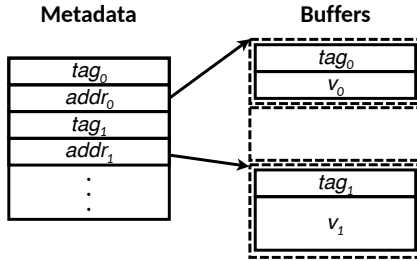 Metadata
tag₀
addr₀
tag₁
addr₁
.
.
.
Buffers
tag₀
v₀
tag₁
v₁